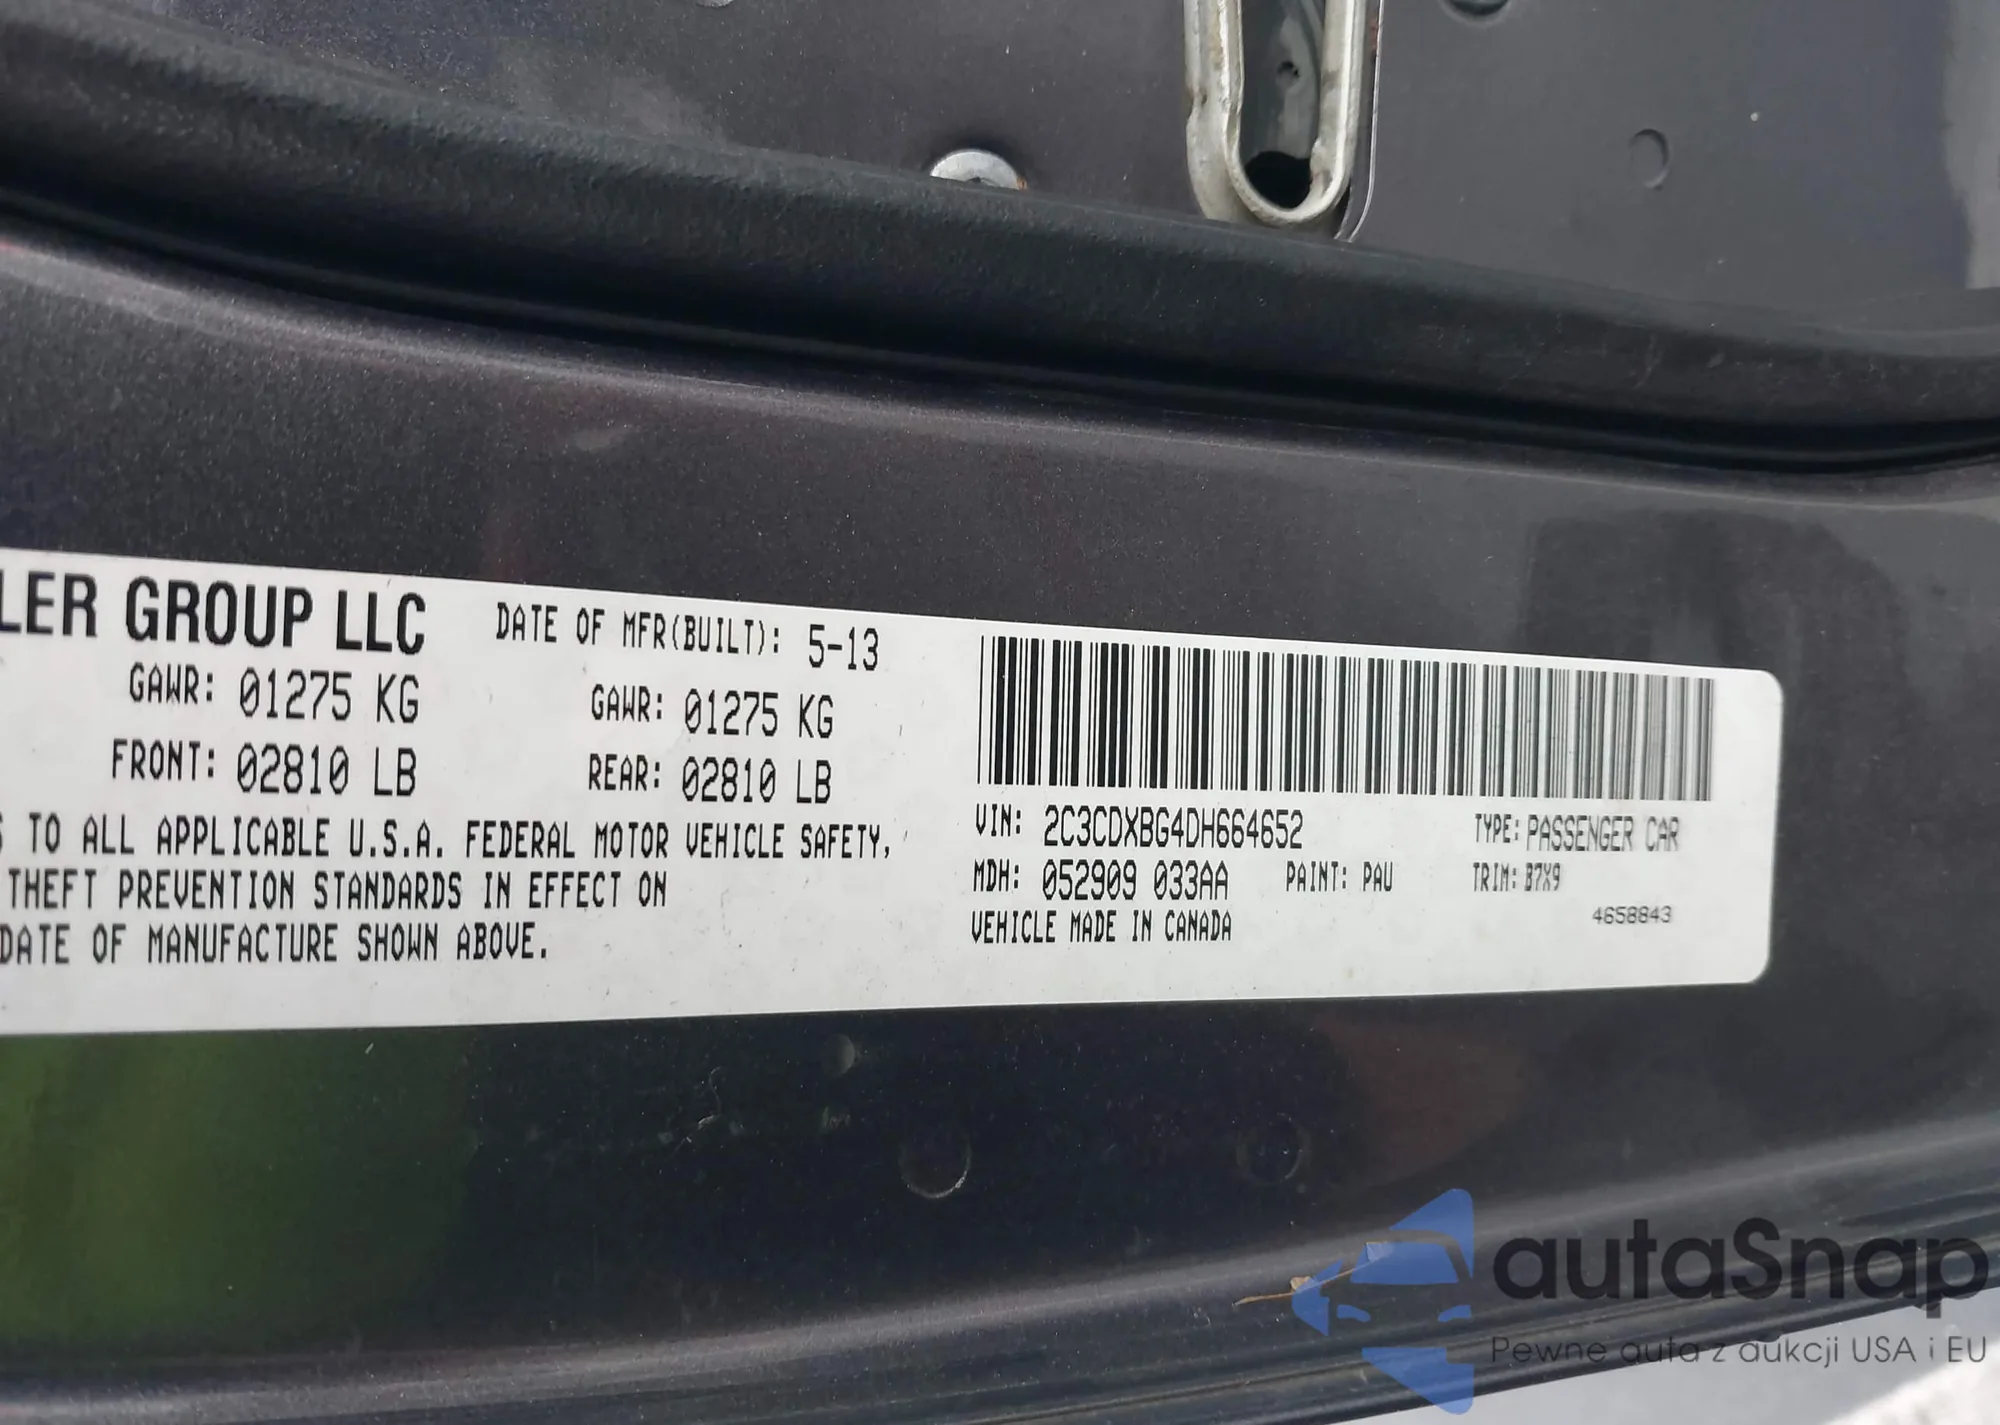 LER GROUP LLC DATE OF MFR(BUILT): 5-13
GAWR: 01275 KG GAWR: 01275 KG
FRONT: 02810 LB REAR: 02810 LB
TO ALL APPLICABLE U.S.A. FEDERAL MOTOR VEHICLE SAFETY,
THEFT PREVENTION STANDARDS IN EFFECT ON
DATE OF MANUFACTURE SHOWN ABOVE.
VIN: 2C3CDXBG4DH664652 TYPE: PASSENGER CAR
MDH: 052909 033AA PAINT: PAU TRIM: B7X9
VEHICLE MADE IN CANADA 4658843
autaSnap
Pewne auta z aukcji USA i EU